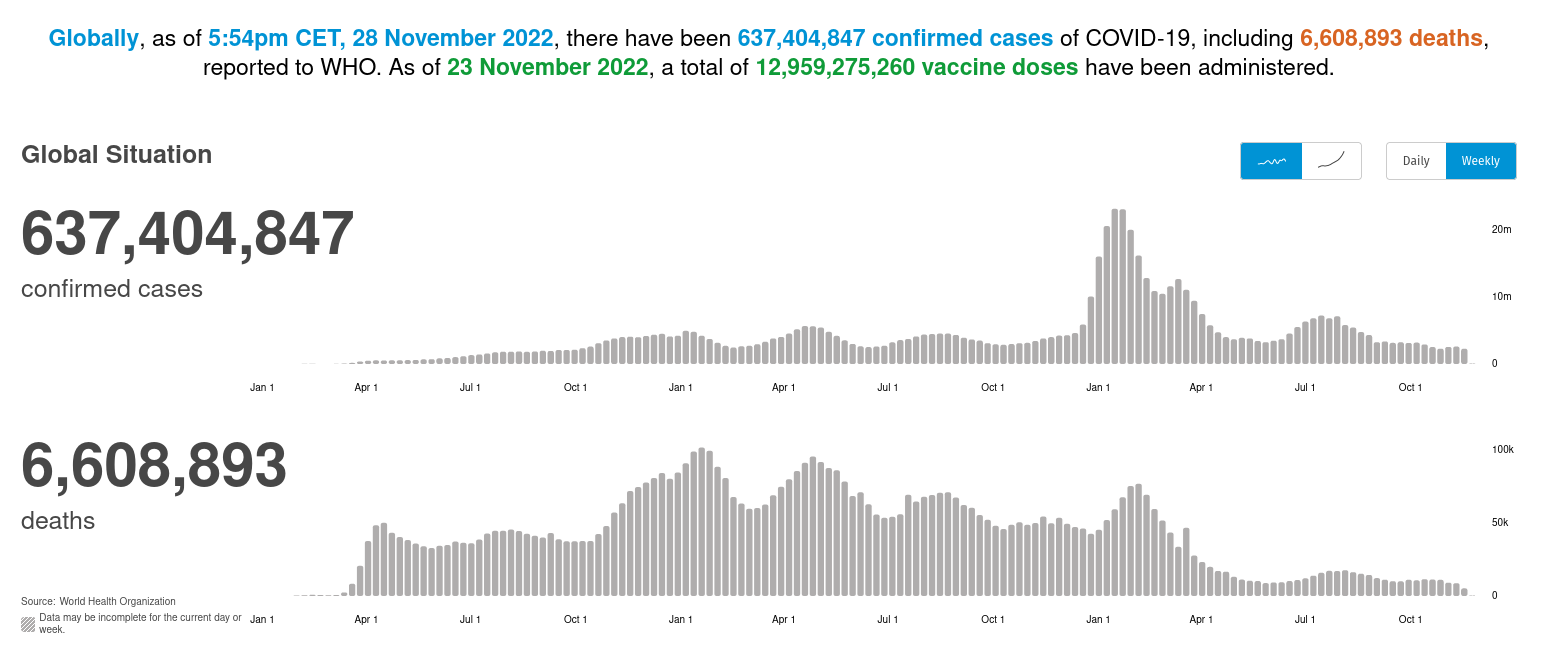 Globally, as of 5:54pm CET, 28 November 2022, there have been 637,404,847 confirmed cases of COVID-19, including 6,608,893 deaths,
reported to WHO. As of 23 November 2022, a total of 12,959,275,260 vaccine doses have been administered.
Global Situation
Daily Weekly
637,404,847
confirmed cases
20m
10m
0
Jan 1 Apr 1 Jul 1 Oct 1 Jan 1 Apr 1 Jul 1 Oct 1 Jan 1 Apr 1 Jul 1 Oct 1
6,608,893
deaths
100k
50k
0
Source: World Health Organization
Data may be incomplete for the current day or
week.
Jan 1 Apr 1 Jul 1 Oct 1 Jan 1 Apr 1 Jul 1 Oct 1 Jan 1 Apr 1 Jul 1 Oct 1